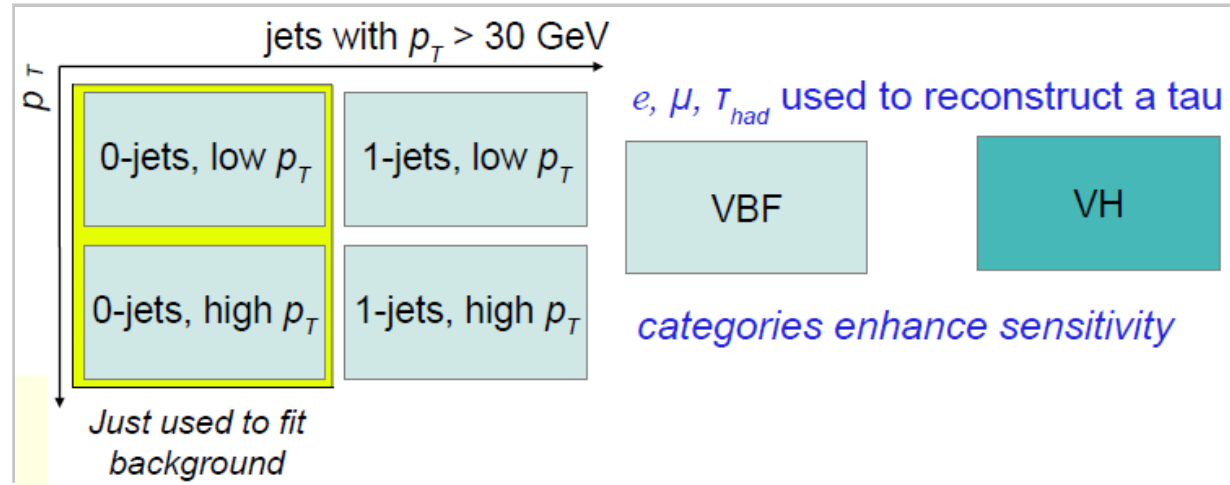 jets with p_T > 30 GeV
p_T
e, μ, τ_had used to reconstruct a tau
0-jets, low p_T
1-jets, low p_T
VBF
VH
0-jets, high p_T
1-jets, high p_T
categories enhance sensitivity
Just used to fit
background